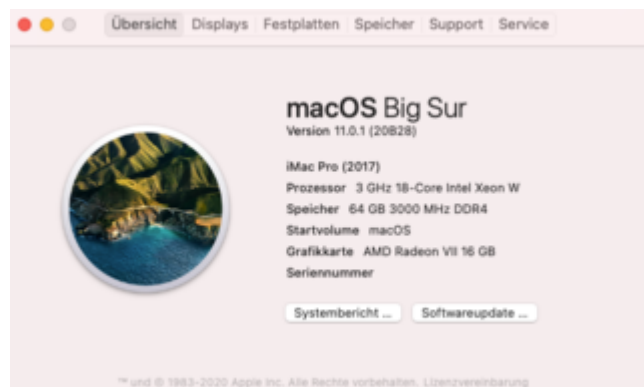 Übersicht Displays Festplatten Speicher Support Service
macOS Big Sur
Version 11.0.1 (20B28)
iMac Pro (2017)
Prozessor 3 GHz 18-Core Intel Xeon W
Speicher 64 GB 3000 MHz DDR4
Startvolume macOS
Grafikkarte AMD Radeon VII 16 GB
Seriennummer
Systembericht ... Softwareupdate ...
™ und © 1983-2020 Apple Inc. Alle Rechte vorbehalten. Lizenzvereinbarung